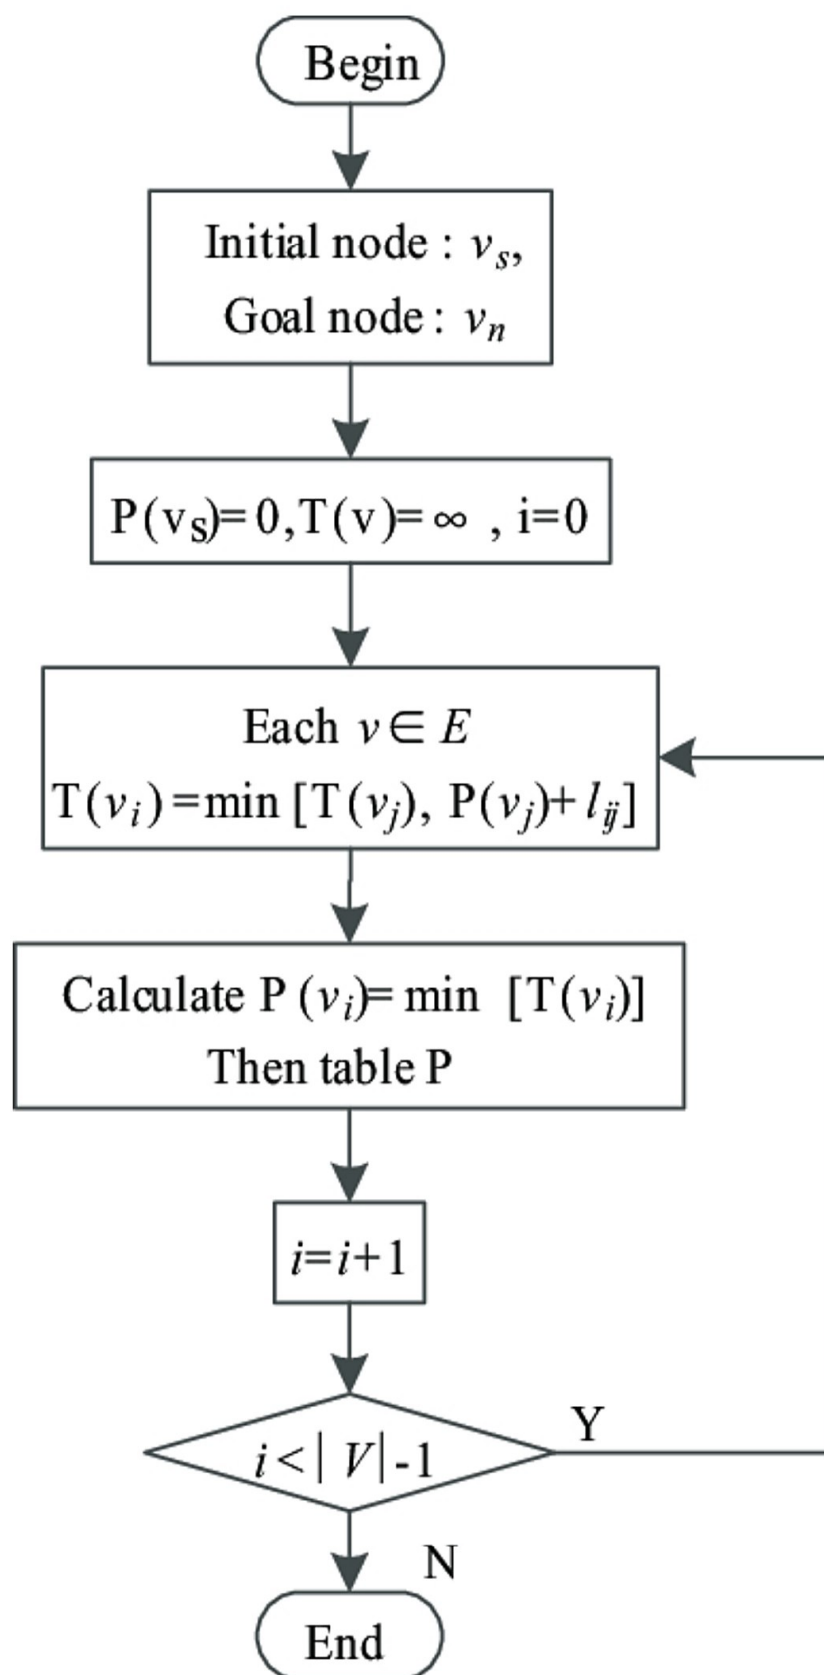 Begin
Initial node : vₛ,
Goal node : vₙ
P(vₛ)= 0,T(v)= ∞ , i=0
Each v ∈ E
T(vᵢ)=min [T(vⱼ), P(vⱼ)+ lᵢⱼ]
Calculate P (vᵢ)= min [T(vᵢ)]
Then table P
i=i+1
i<| V|-1
Y
N
End